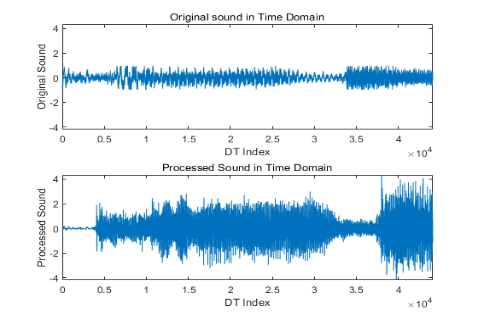 Original sound in Time Domain
Original Sound
4
2
0
-2
-4
0 0.5 1 1.5 2 2.5 3 3.5 4
DT Index
×10^4
Processed Sound in Time Domain
Processed Sound
4
2
0
-2
-4
0 0.5 1 1.5 2 2.5 3 3.5 4
DT Index
×10^4